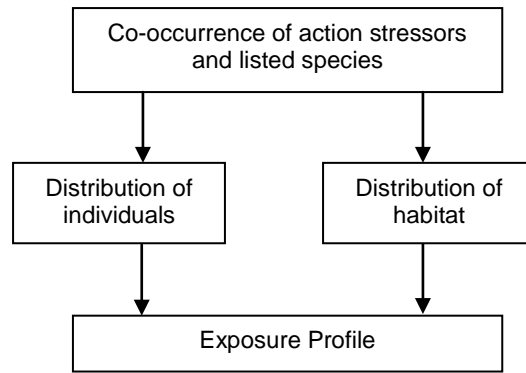 Co-occurrence of action stressors
and listed species
Distribution of
individuals
Distribution of
habitat
Exposure Profile